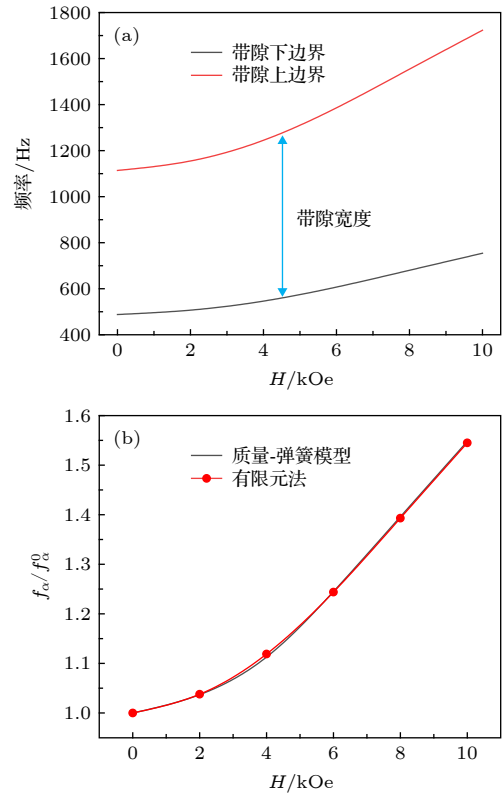 (a)
带隙下边界
带隙上边界
带隙宽度
频率/Hz
1800
1600
1400
1200
1000
800
600
400
0 2 4 6 8 10
H/kOe
(b)
质量-弹簧模型
有限元法
fα/fα⁰
1.6
1.5
1.4
1.3
1.2
1.1
1.0
0 2 4 6 8 10
H/kOe